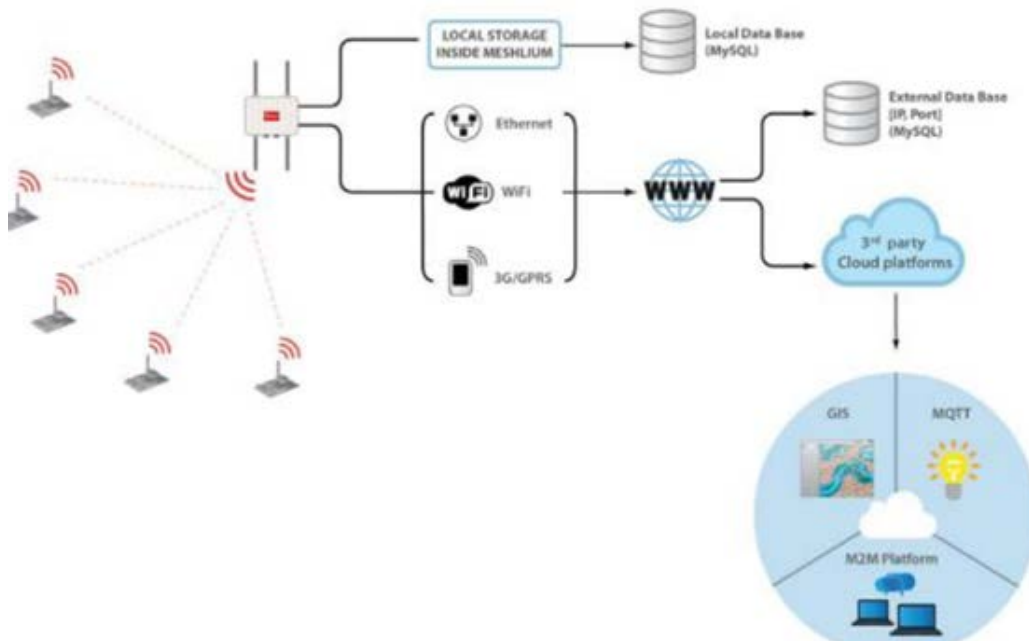 LOCAL STORAGE
INSIDE MESHLIUM
Local Data Base
(MySQL)
External Data Base
[IP, Port]
(MySQL)
Ethernet
WiFi
WiFi
3G/GPRS
WWW
3rd party
Cloud platforms
GIS
MQTT
M2M Platform